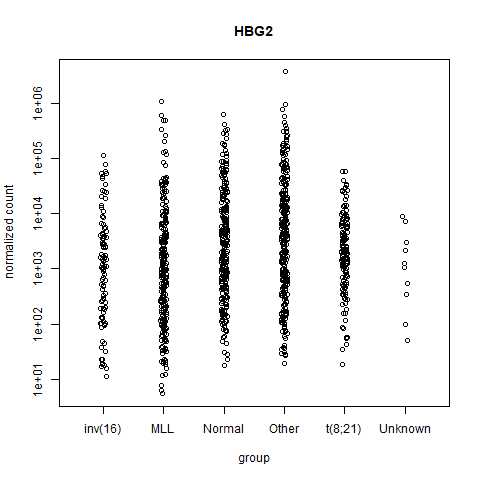 HBG2
normalized count
1e+06
1e+05
1e+04
1e+03
1e+02
1e+01
inv(16) MLL Normal Other t(8;21) Unknown
group